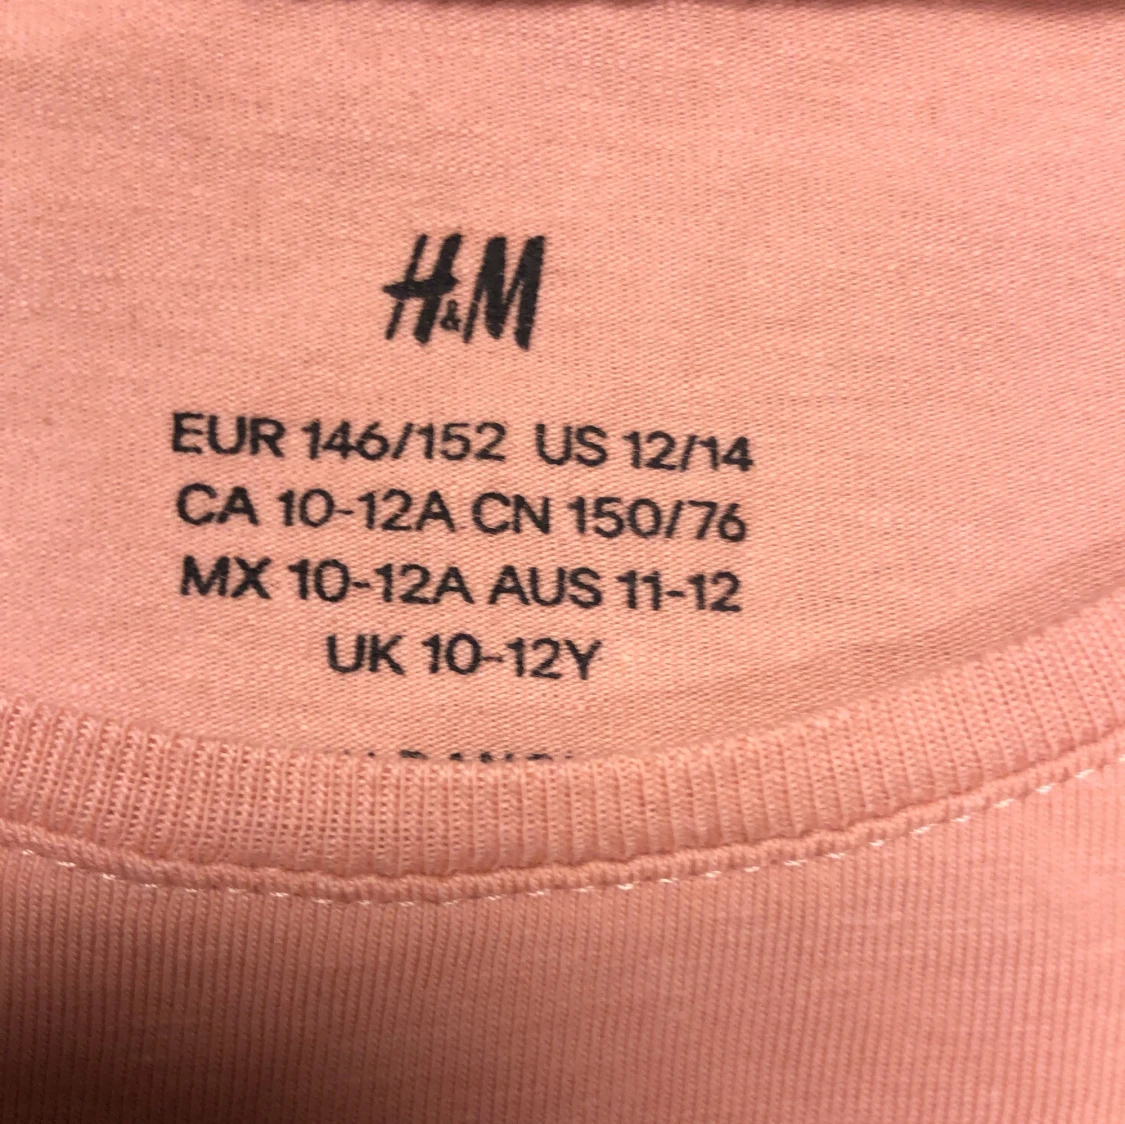 H&M
EUR 146/152 US 12/14
CA 10-12A CN 150/76
MX 10-12A AUS 11-12
UK 10-12Y